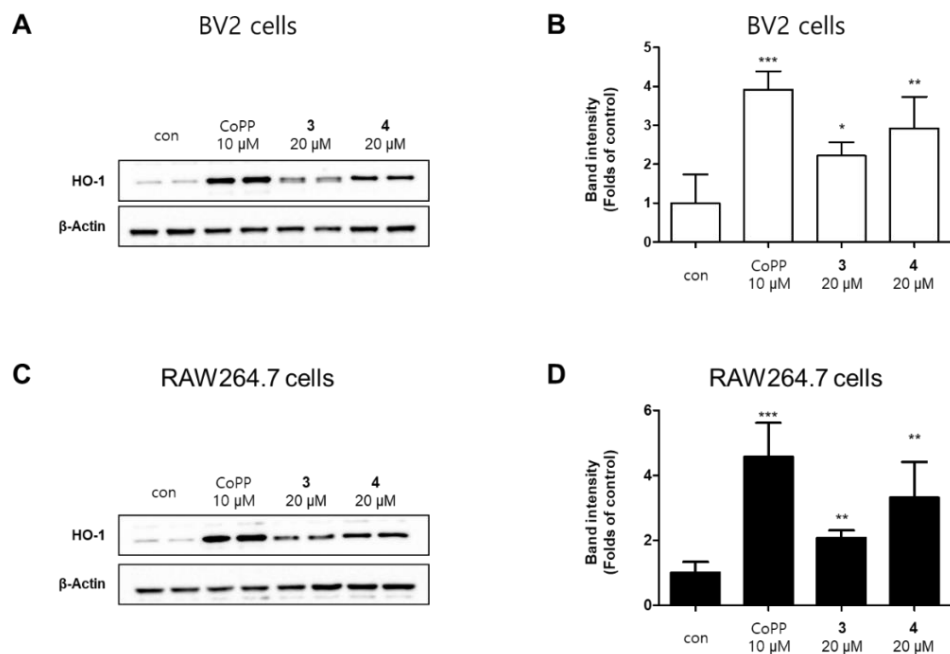 A
BV2 cells
con
CoPP
10 µM
3
20 µM
4
20 µM
HO-1
β-Actin
B
BV2 cells
Band intensity
(Folds of control)
5
4
3
2
1
0
***
*
**
con
CoPP
10 µM
3
20 µM
4
20 µM
C
RAW264.7 cells
con
CoPP
10 µM
3
20 µM
4
20 µM
HO-1
β-Actin
D
RAW264.7 cells
Band intensity
(Folds of control)
6
4
2
0
***
**
**
con
CoPP
10 µM
3
20 µM
4
20 µM